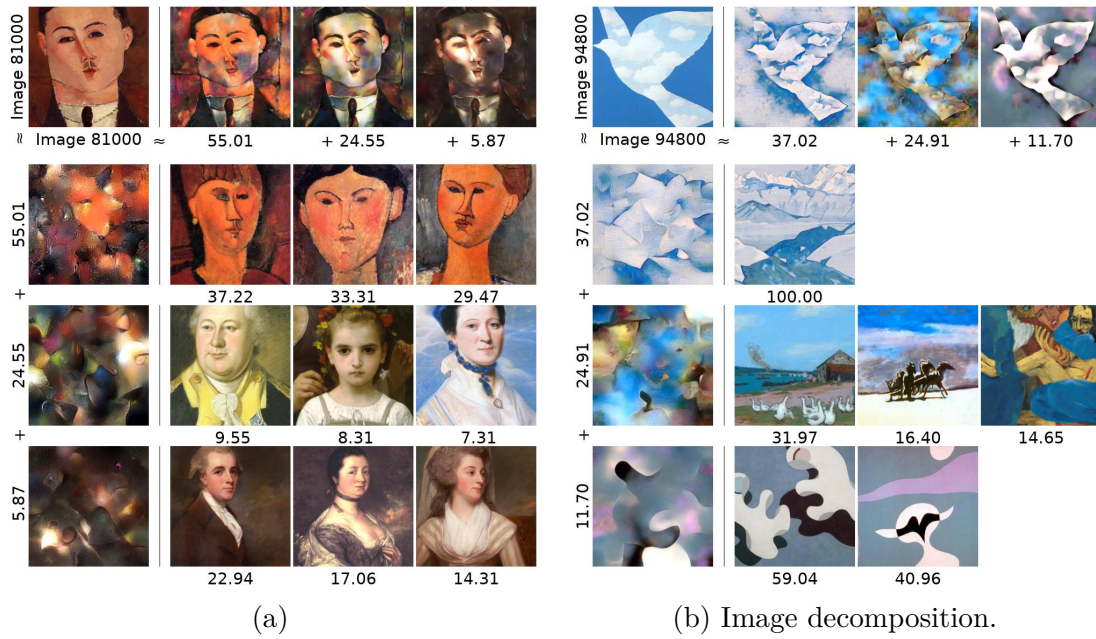 ≈ Image 81000
Image 81000 ≈ 55.01 + 24.55 + 5.87
55.01
37.22 33.31 29.47
+
24.55
9.55 8.31 7.31
+
5.87
22.94 17.06 14.31
(a)
≈ Image 94800
Image 94800 ≈ 37.02 + 24.91 + 11.70
37.02
100.00
+
24.91
31.97 16.40 14.65
+
11.70
59.04 40.96
(b) Image decomposition.